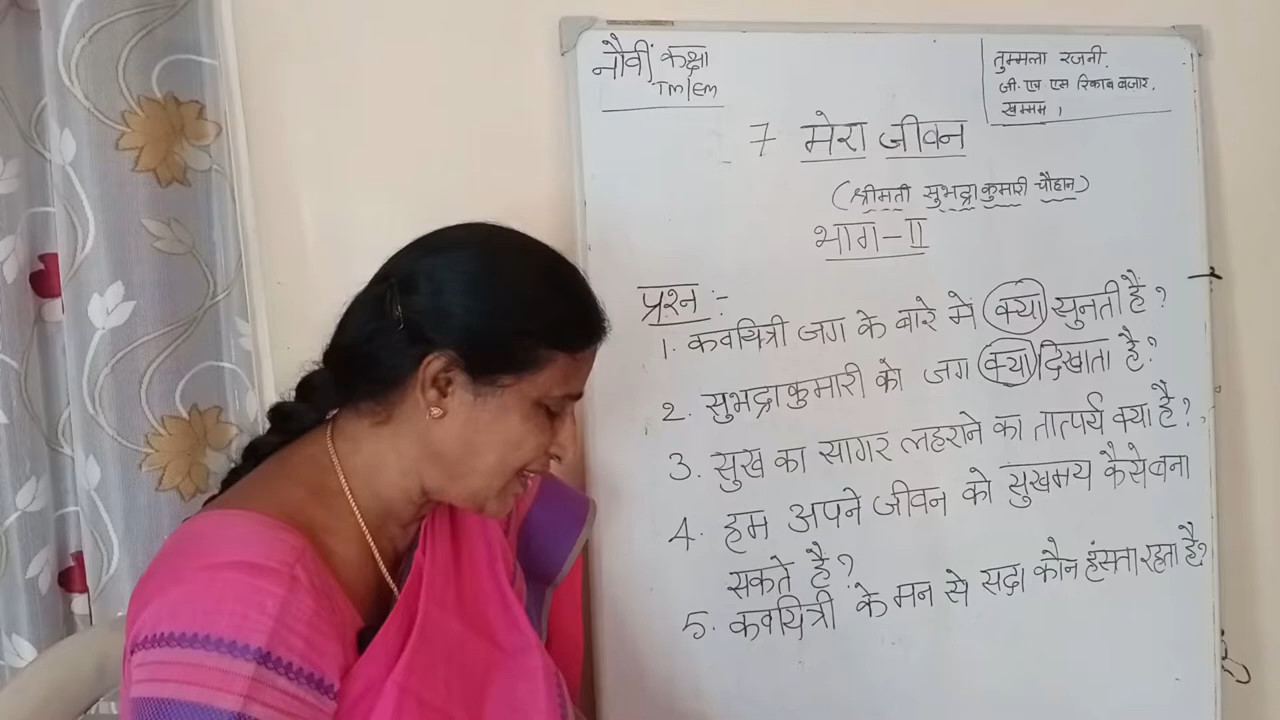 नौवीं कक्षा
TM/EM
तुम्मला रजनी.
जी. एच एस रिकाब बजार.
खम्मम।
7 मेरा जीवन
(श्रीमती सुभद्राकुमारी चौहान)
भाग-II
प्रश्न :-
1. कवयित्री जग के बारे मे क्या सुनती है ?
2. सुभद्राकुमारी को जग क्या दिखाता है ?
3. सुख का सागर लहराने का तात्पर्य क्या है ?
4. हम अपने जीवन को सुखमय कैसे बना
सकते है ?
5. कवयित्री के मन से सदा कौन हंसता रहता है?